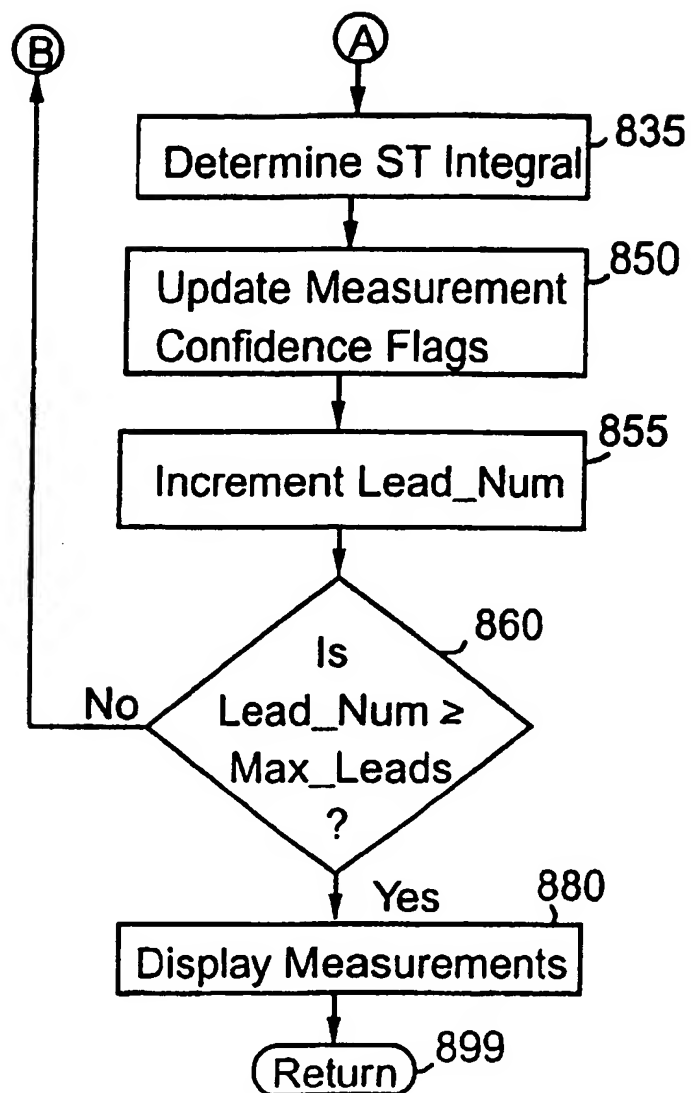 B
A
Determine ST Integral
835
Update Measurement
Confidence Flags
850
Increment Lead_Num
855
Is
Lead_Num ≥
Max_Leads
?
860
No
Yes
Display Measurements
880
Return
899